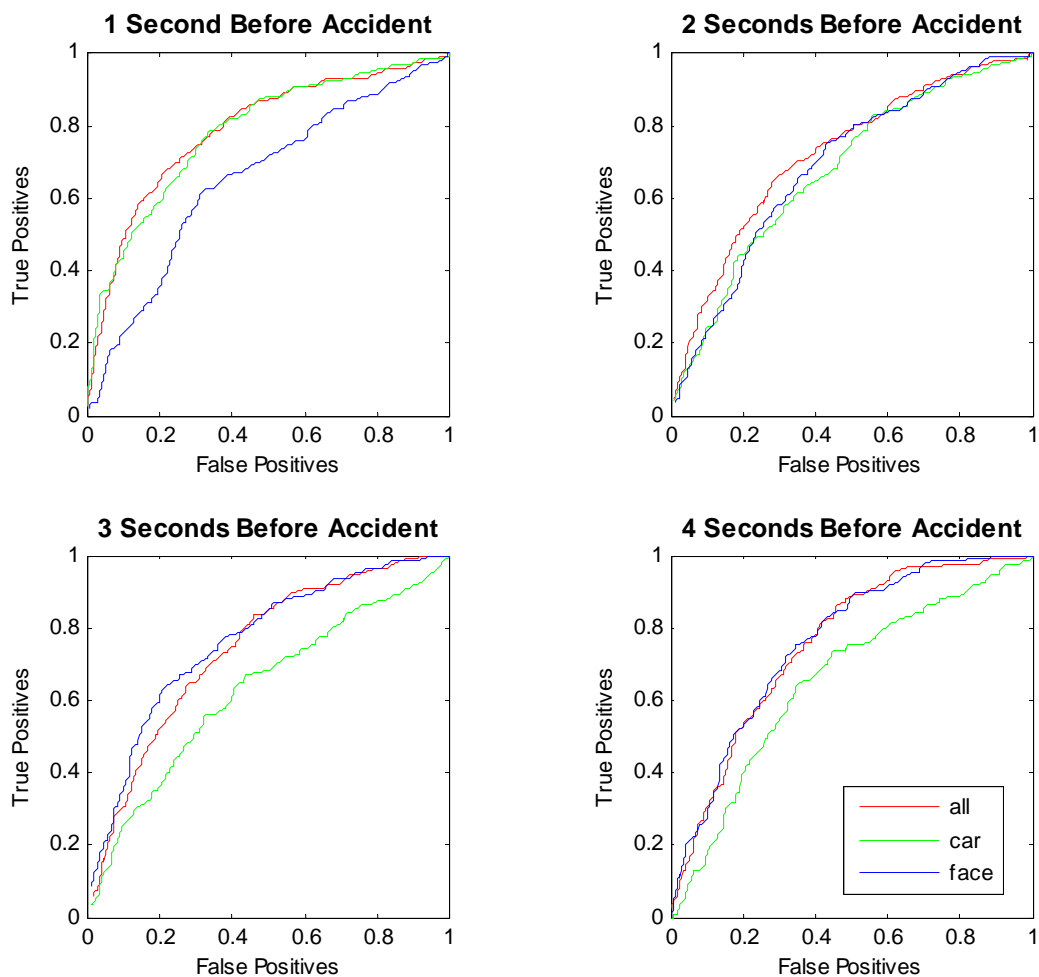 1 Second Before Accident
1
0.8
0.6
0.4
0.2
0
True Positives
0 0.2 0.4 0.6 0.8 1
False Positives
2 Seconds Before Accident
1
0.8
0.6
0.4
0.2
0
True Positives
0 0.2 0.4 0.6 0.8 1
False Positives
3 Seconds Before Accident
1
0.8
0.6
0.4
0.2
0
True Positives
0 0.2 0.4 0.6 0.8 1
False Positives
4 Seconds Before Accident
1
0.8
0.6
0.4
0.2
0
True Positives
all
car
face
0 0.2 0.4 0.6 0.8 1
False Positives